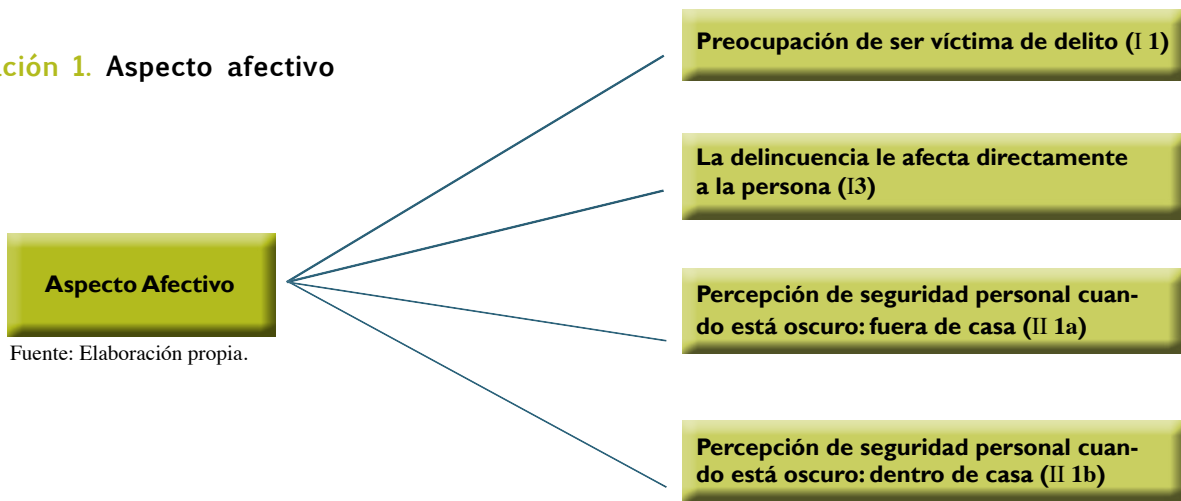 ación 1. Aspecto afectivo
Preocupación de ser víctima de delito (I 1)
La delincuencia le afecta directamente
a la persona (I3)
Aspecto Afectivo
Fuente: Elaboración propia.
Percepción de seguridad personal cuan-
do está oscuro: fuera de casa (II 1a)
Percepción de seguridad personal cuan-
do está oscuro: dentro de casa (II 1b)